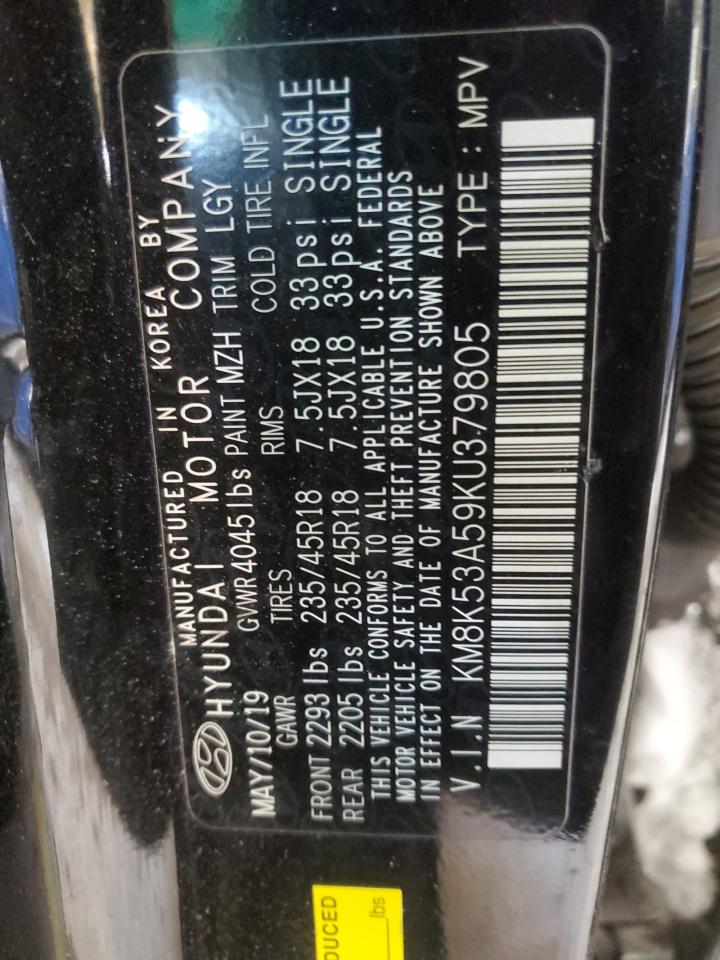 MANUFACTURED IN KOREA BY
HYUNDAI MOTOR COMPANY
MAY/10/19 GVWR4045lbs PAINT MZH TRIM LGY
GAWR TIRES RIMS COLD TIRE INFL
FRONT 2293 lbs 235/45R18 7.5JX18 33psi SINGLE
REAR 2205 lbs 235/45R18 7.5JX18 33psi SINGLE
THIS VEHICLE CONFORMS TO ALL APPLICABLE U.S.A. FEDERAL
MOTOR VEHICLE SAFETY AND THEFT PREVENTION STANDARDS
IN EFFECT ON THE DATE OF MANUFACTURE SHOWN ABOVE
V.I.N KM8K53A59KU379805 TYPE : MPV
DUCED
lbs